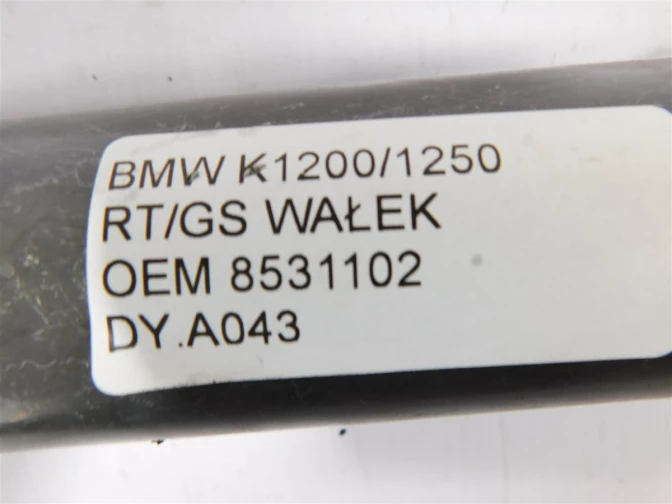 BMW K1200/1250
RT/GS WAŁEK
OEM 8531102
DY.A043